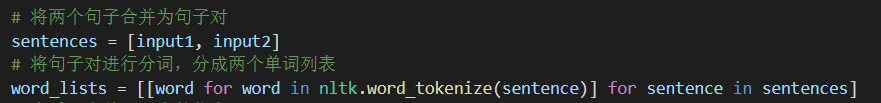 # 将两个句子合并为句子对
sentences = [input1, input2]
# 将句子对进行分词，分成两个单词列表
word_lists = [[word for word in nltk.word_tokenize(sentence)] for sentence in sentences]